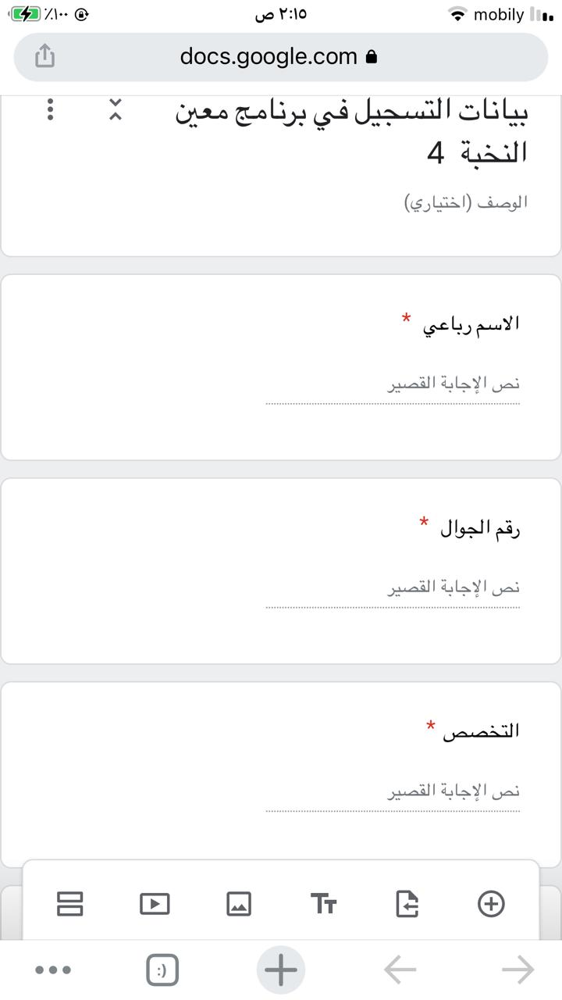 ٪١٠٠
٢:١٥ ص
mobily
docs.google.com
بيانات التسجيل في برنامج معين
النخبة 4
الوصف (اختياري)
الاسم رباعي *
نص الإجابة القصير
رقم الجوال *
نص الإجابة القصير
التخصص *
نص الإجابة القصير
Tт
:)